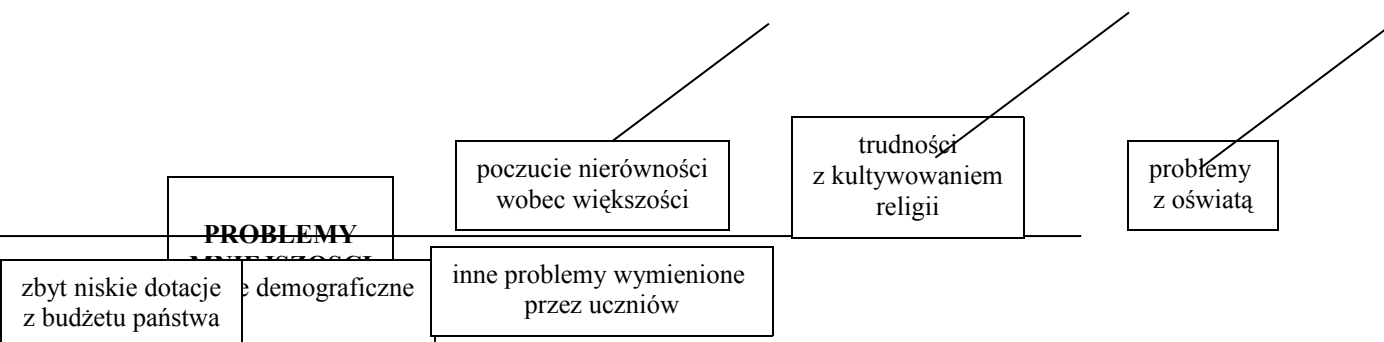 poczucie nierówności
wobec większości
trudności
z kultywowaniem
religii
problemy
z oświatą
PROBLEMY
zbyt niskie dotacje
z budżetu państwa
demograficzne
inne problemy wymienione
przez uczniów